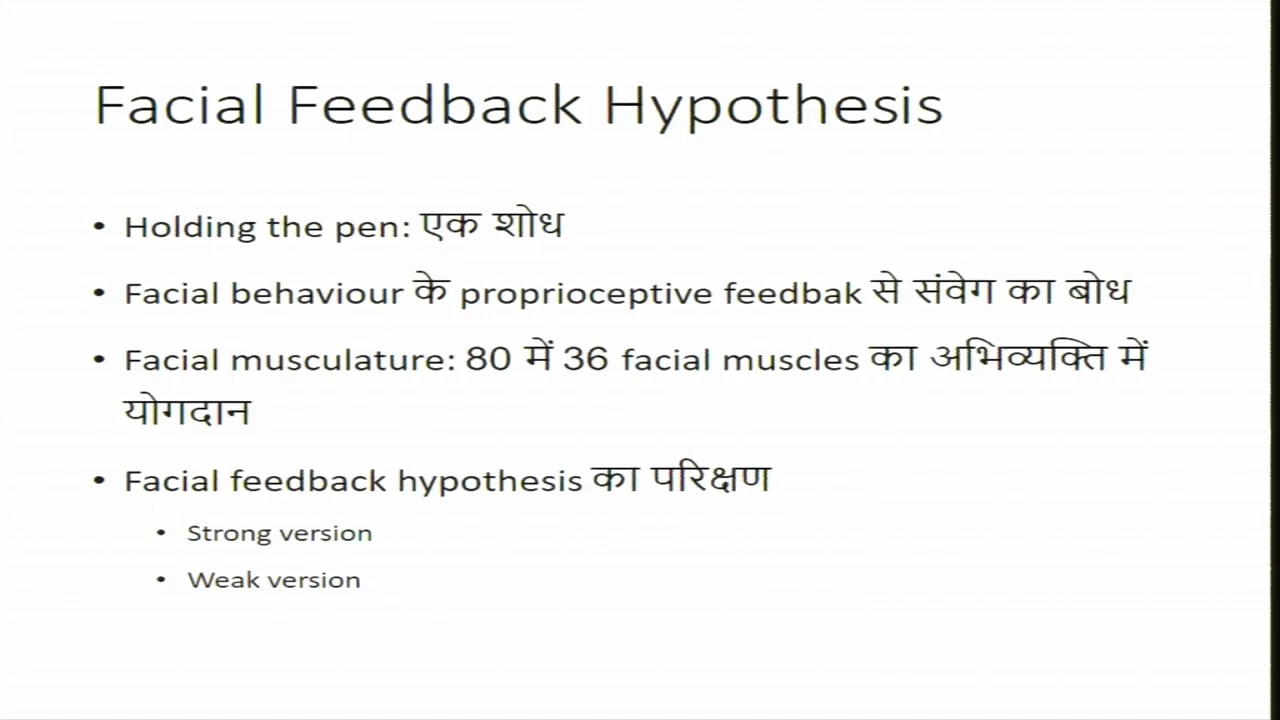 Facial Feedback Hypothesis
• Holding the pen: एक शोध
• Facial behaviour के proprioceptive feedbak से संवेग का बोध
• Facial musculature: 80 में 36 facial muscles का अभिव्यक्ति में
योगदान
• Facial feedback hypothesis का परिक्षण
• Strong version
• Weak version